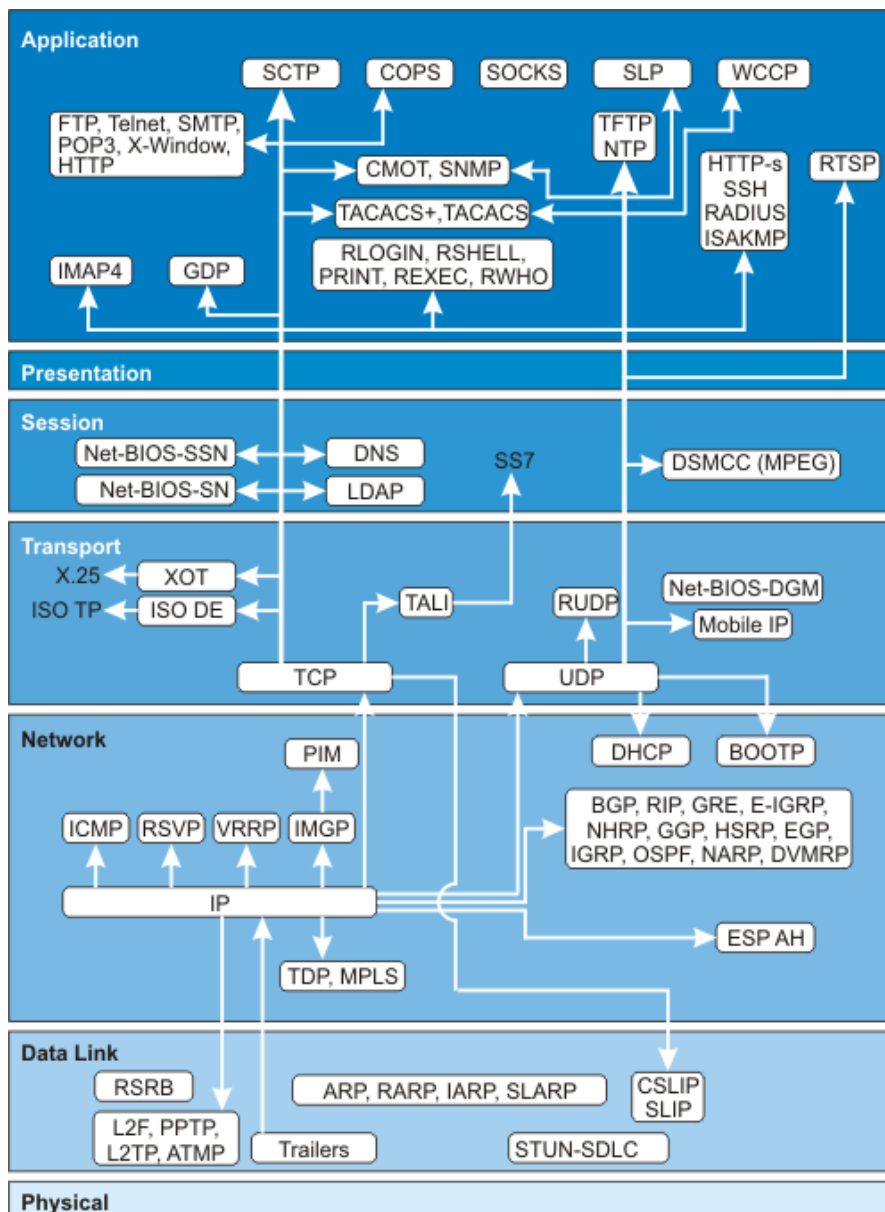 Application
SCTP
COPS
SOCKS
SLP
WCCP
FTP, Telnet, SMTP,
POP3, X-Window,
HTTP
TFTP
NTP
CMOT, SNMP
HTTP-s
SSH
RADIUS
ISAKMP
RTSP
TACACS+,TACACS
RLOGIN, RSHELL,
PRINT, REXEC, RWHO
IMAP4
GDP
Presentation
Session
Net-BIOS-SSN
DNS
SS7
DSMCC (MPEG)
Net-BIOS-SN
LDAP
Transport
X.25
XOT
ISO TP
ISO DE
TALI
RUDP
Net-BIOS-DGM
Mobile IP
TCP
UDP
Network
PIM
DHCP
BOOTP
ICMP
RSVP
VRRP
IMGP
BGP, RIP, GRE, E-IGRP,
NHRP, GGP, HSRP, EGP,
IGRP, OSPF, NARP, DVMRP
IP
ESP AH
TDP, MPLS
Data Link
RSRB
ARP, RARP, IARP, SLARP
CSLIP
SLIP
L2F, PPTP,
L2TP, ATMP
Trailers
STUN-SDLC
Physical